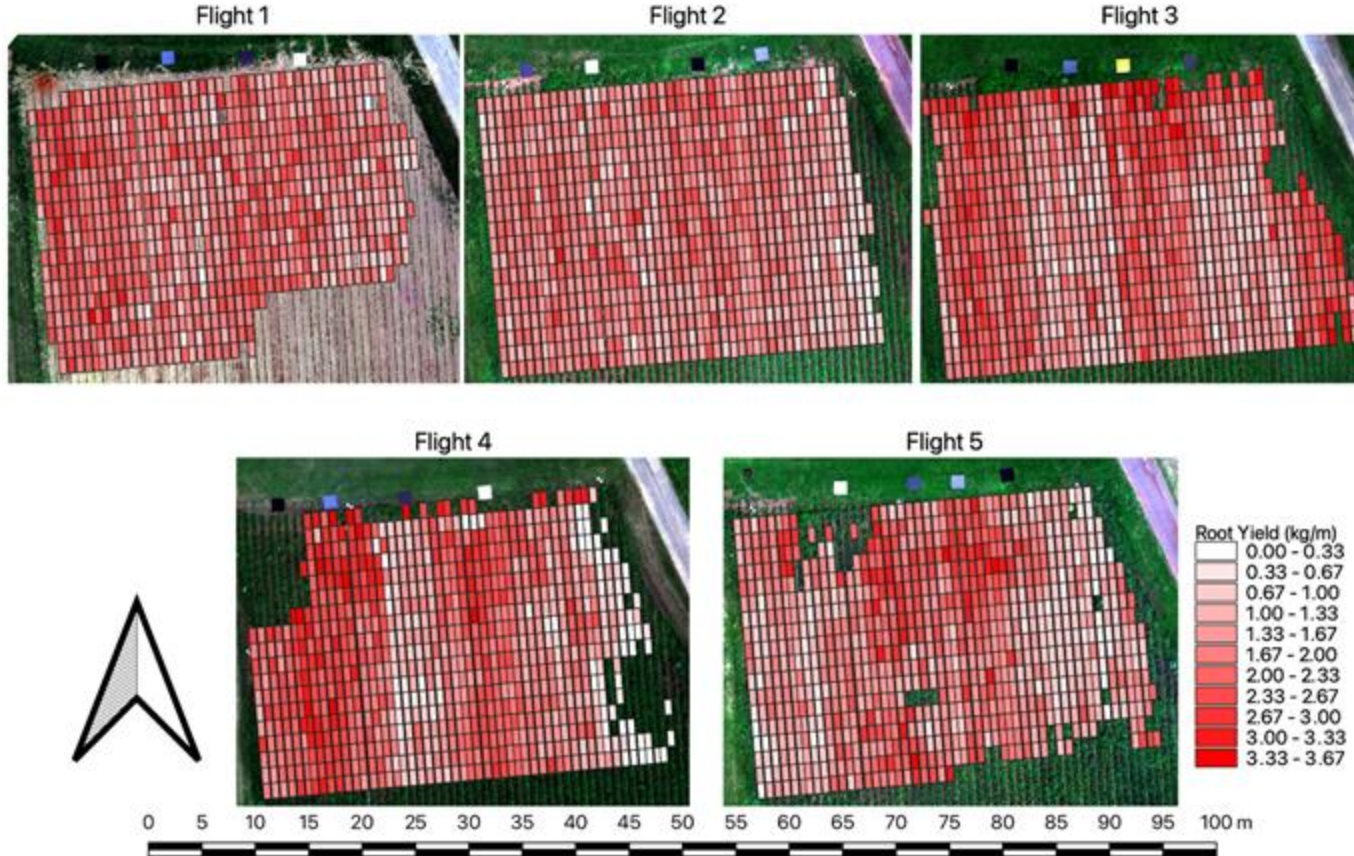 Flight 1
Flight 2
Flight 3
Flight 4
Flight 5
Root Yield (kg/m)
0.00 - 0.33
0.33 - 0.67
0.67 - 1.00
1.00 - 1.33
1.33 - 1.67
1.67 - 2.00
2.00 - 2.33
2.33 - 2.67
2.67 - 3.00
3.00 - 3.33
3.33 - 3.67
0 5 10 15 20 25 30 35 40 45 50 55 60 65 70 75 80 85 90 95 100 m